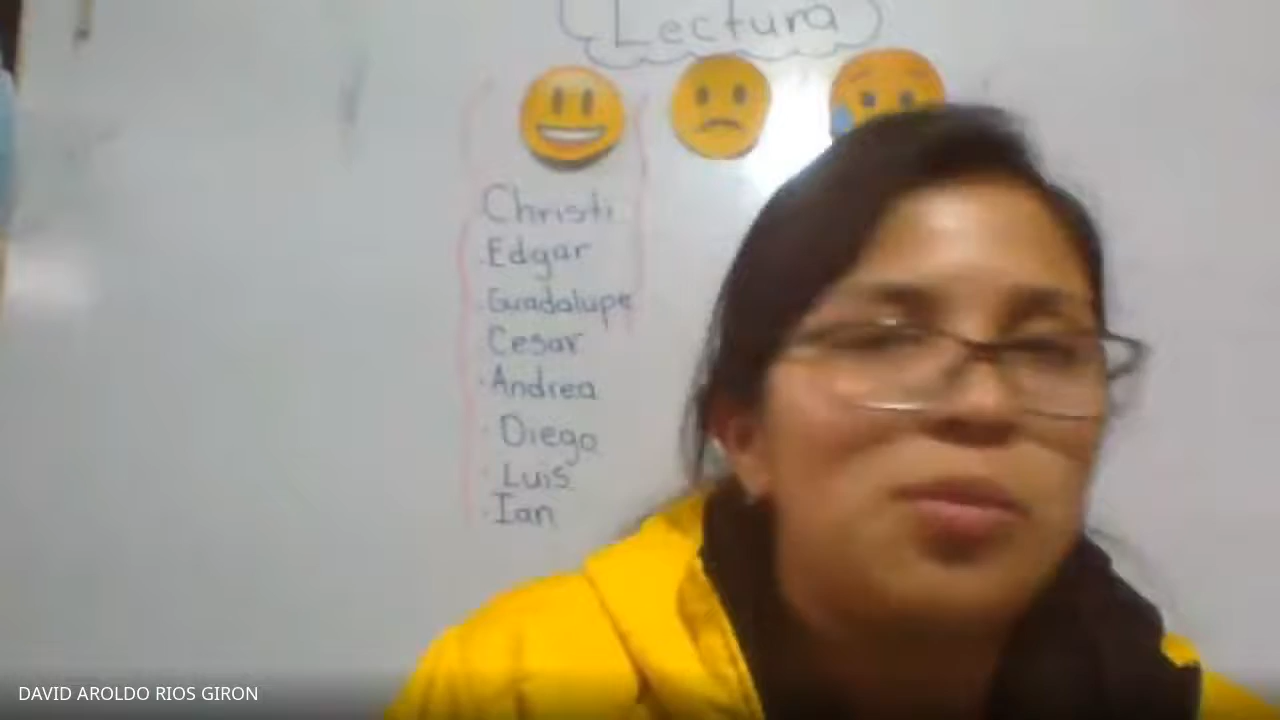 Lectura
Christi
·Edgar
·Guadalupe
Cesar
·Andrea
·Diego
·Luis
·Ian
DAVID AROLDO RIOS GIRON